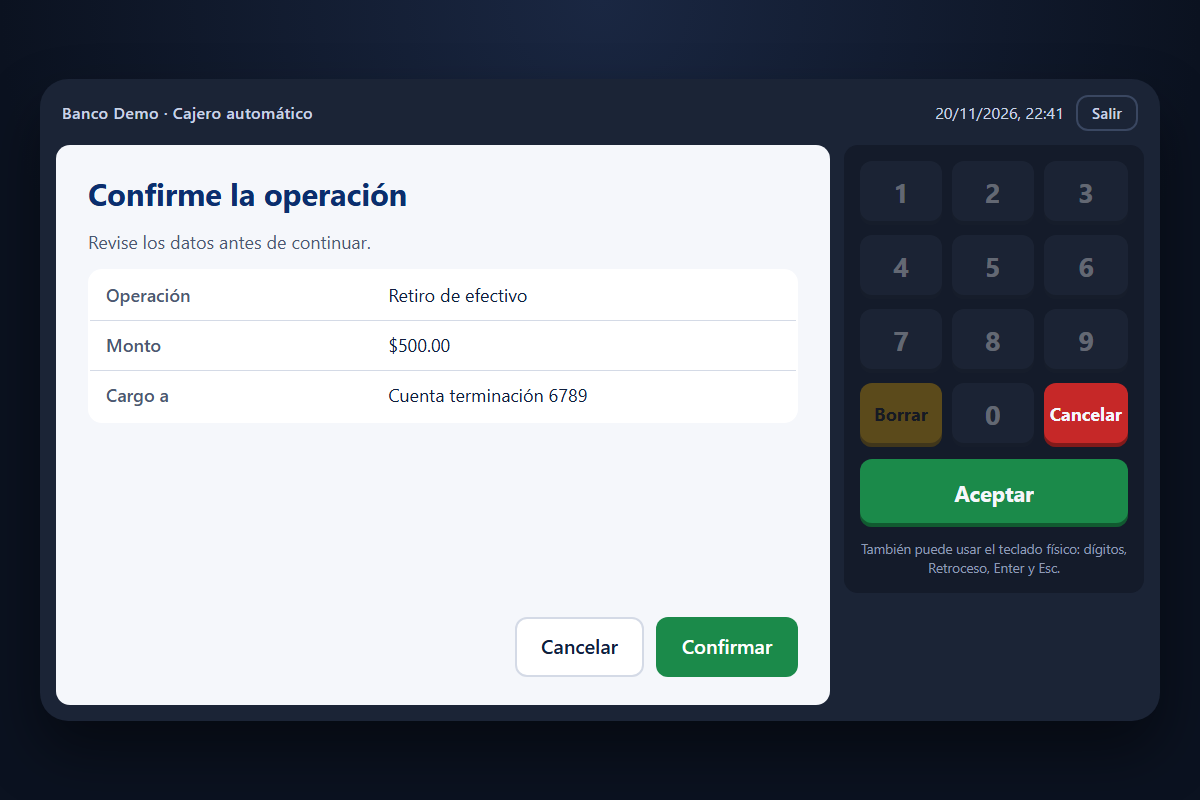 Banco Demo · Cajero automático
20/11/2026, 22:41
Salir
Confirme la operación
Revise los datos antes de continuar.
Operación Retiro de efectivo
Monto $500.00
Cargo a Cuenta terminación 6789
Cancelar Confirmar
1 2 3
4 5 6
7 8 9
Borrar 0 Cancelar
Aceptar
También puede usar el teclado físico: dígitos,
Retroceso, Enter y Esc.